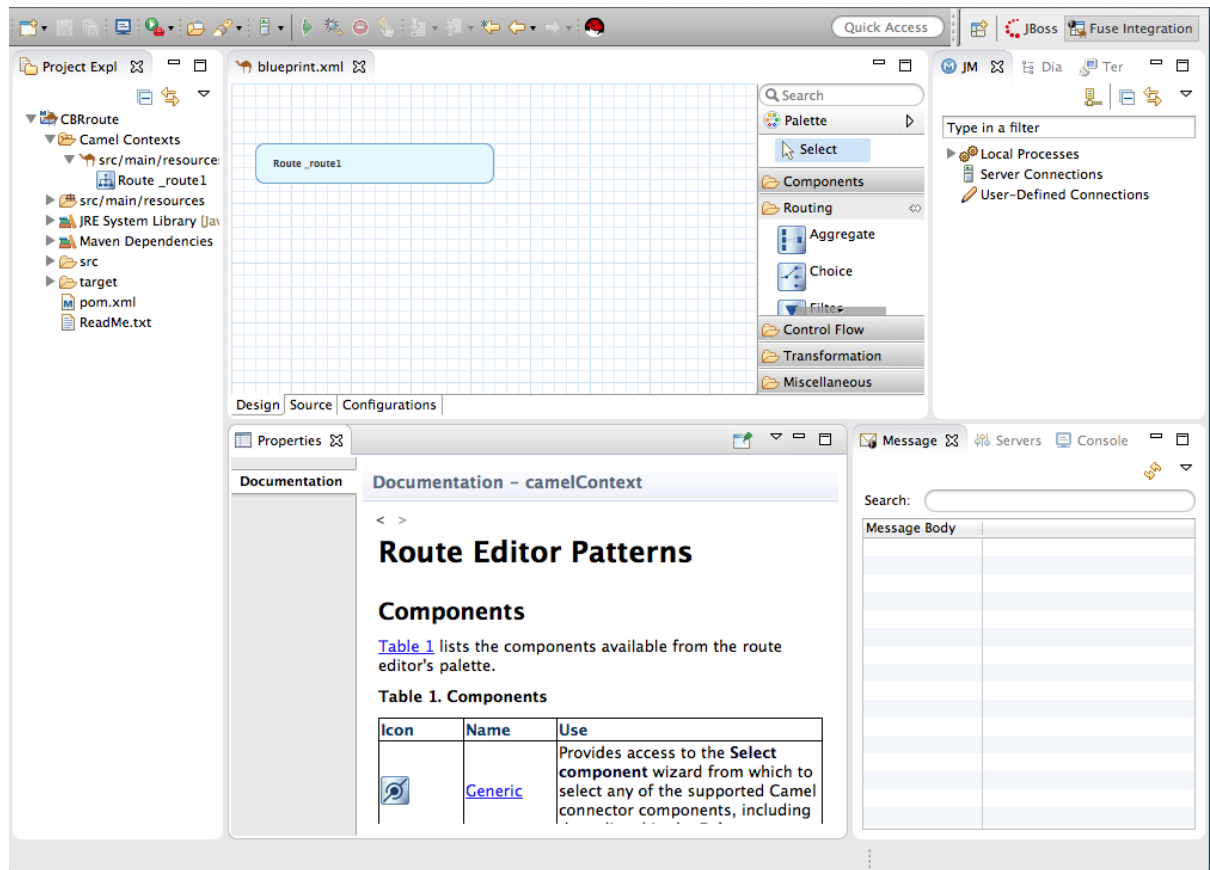 Quick Access
JBoss
Fuse Integration
Project Expl
CBRroute
Camel Contexts
src/main/resource
Route _route1
src/main/resources
JRE System Library [Jav
Maven Dependencies
src
target
pom.xml
ReadMe.txt
blueprint.xml
Route _route1
Search
Palette
Select
Components
Routing
Aggregate
Choice
Filter
Control Flow
Transformation
Miscellaneous
Design Source Configurations
JM Dia Ter
Type in a filter
Local Processes
Server Connections
User-Defined Connections
Properties
Documentation
Documentation – camelContext
< >
Route Editor Patterns
Components
Table 1 lists the components available from the route
editor's palette.
Table 1. Components
Icon Name Use
Generic
Provides access to the Select
component wizard from which to
select any of the supported Camel
connector components, including
Message Servers Console
Search:
Message Body